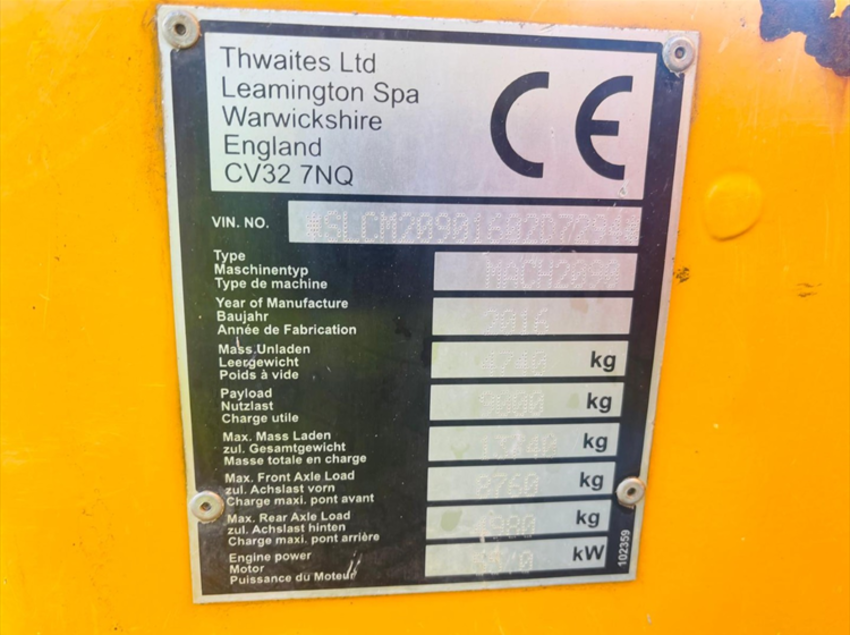 Thwaites Ltd
Leamington Spa
Warwickshire
England
CV32 7NQ
CE
VIN. NO.
Type
Maschinentyp
Type de machine
MACH2090
Year of Manufacture
Baujahr
Année de Fabrication
2016
Mass Unladen
Leergewicht
Poids à vide
kg
Payload
Nutzlast
Charge utile
9000 kg
Max. Mass Laden
zul. Gesamtgewicht
Masse totale en charge
kg
Max. Front Axle Load
zul. Achslast vorn
Charge maxi. pont avant
8760 kg
Max. Rear Axle Load
zul. Achslast hinten
Charge maxi. pont arrière
kg
Engine power
Motor
Puissance du Moteur
kW
102359